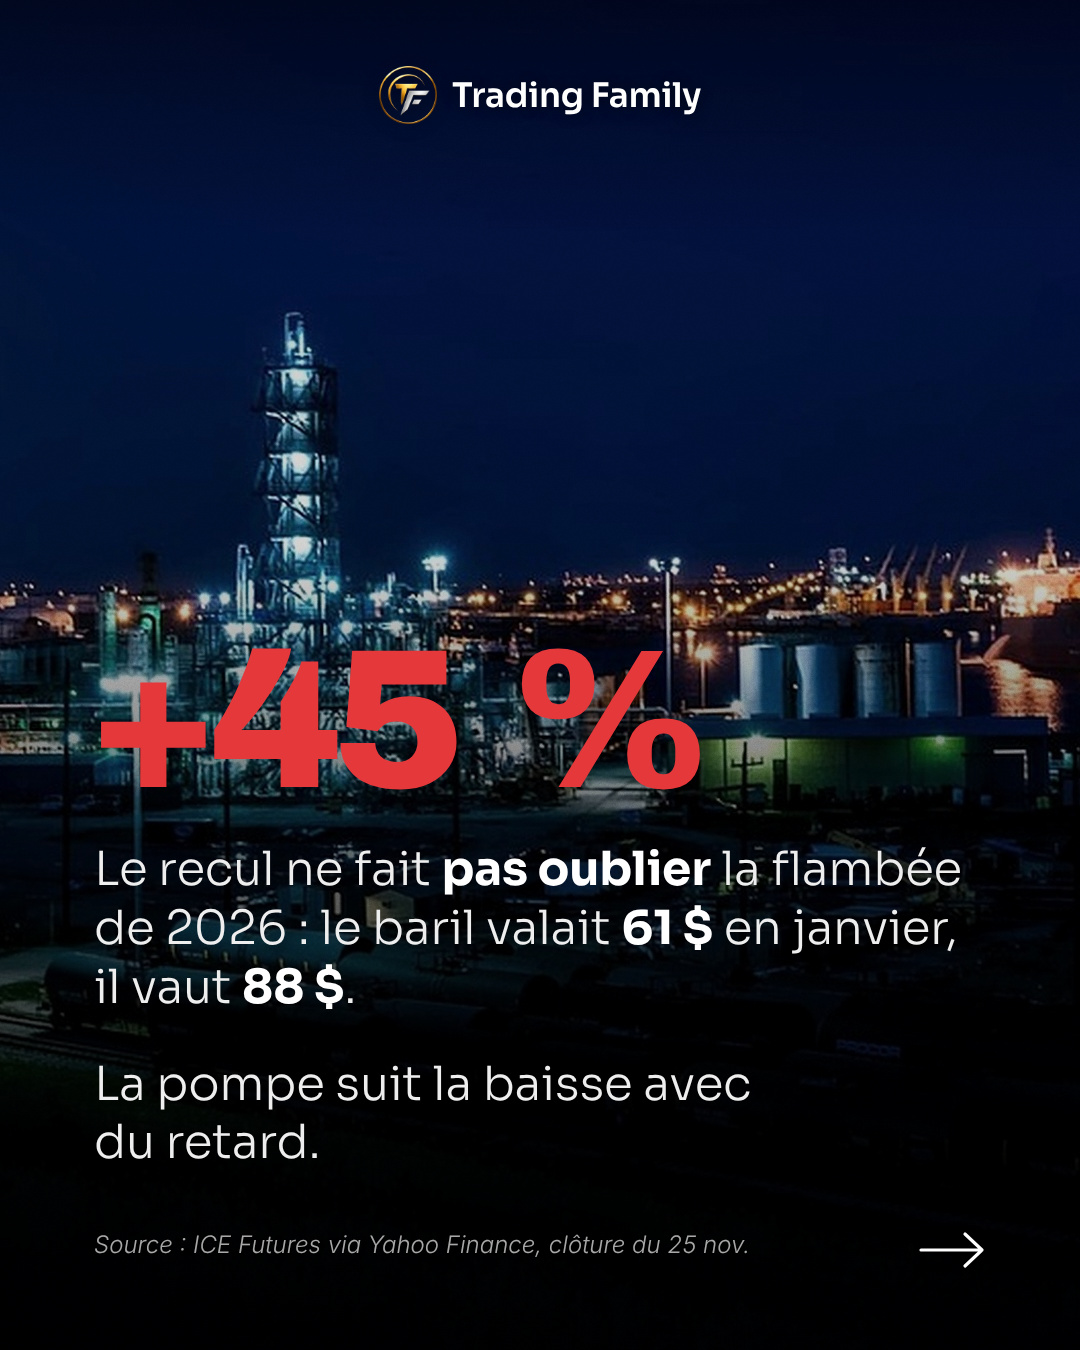 Trading Family
+45 %
Le recul ne fait pas oublier la flambée
de 2026 : le baril valait 61 $ en janvier,
il vaut 88 $.
La pompe suit la baisse avec
du retard.
Source : ICE Futures via Yahoo Finance, clôture du 25 nov.